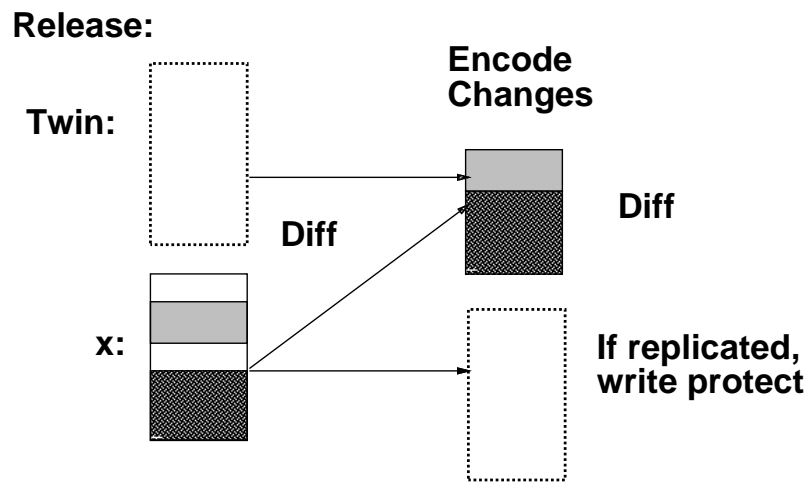 Release:
Twin:
Encode
Changes
Diff
Diff
x:
If replicated,
write protect